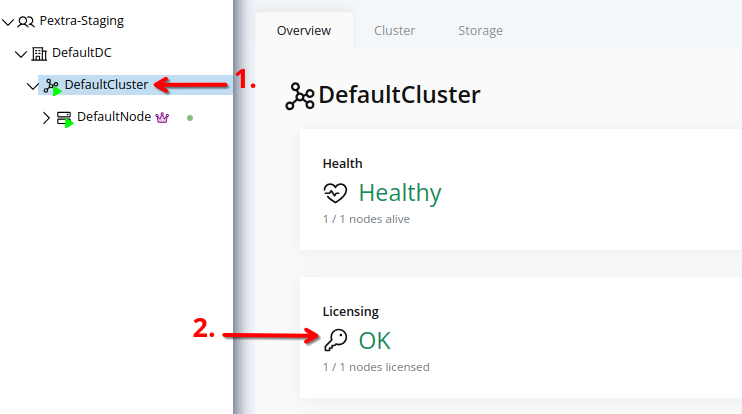 Pextra-Staging
DefaultDC
DefaultCluster
1.
DefaultNode
Overview
Cluster
Storage
DefaultCluster
Health
Healthy
1 / 1 nodes alive
Licensing
2.
OK
1 / 1 nodes licensed